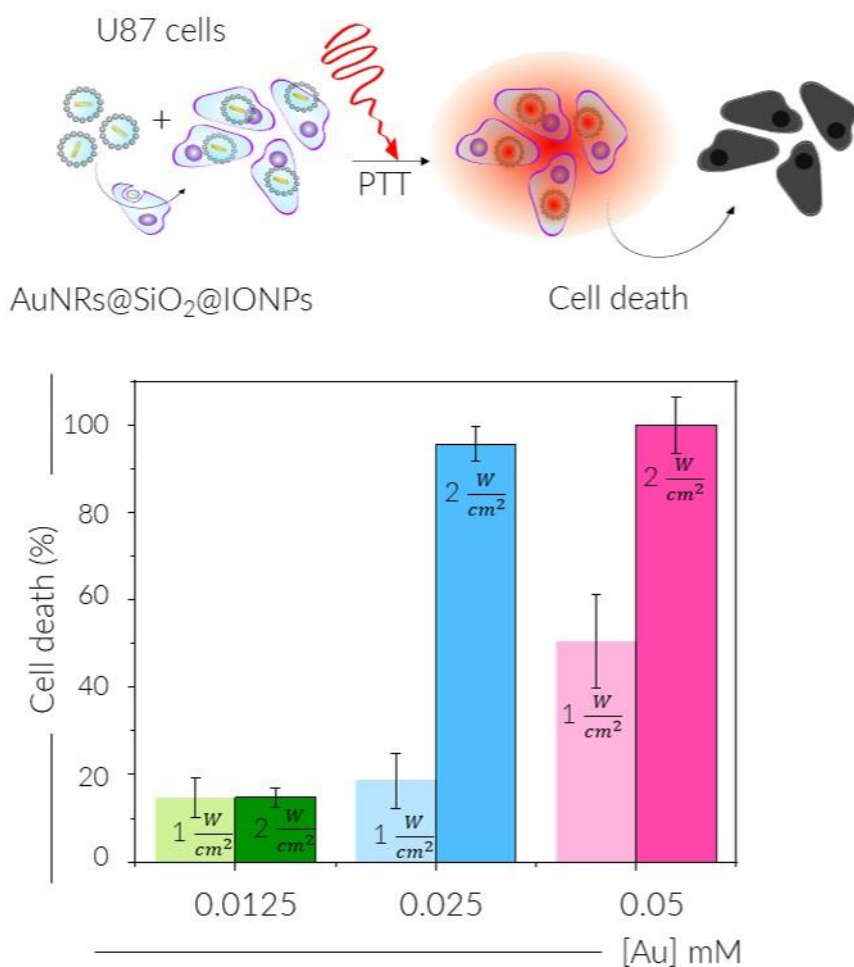 U87 cells
+
PTT
AuNRs@SiO₂@IONPs
Cell death
Cell death (%)
100
80
60
40
20
0
1 W/cm²
2 W/cm²
1 W/cm²
2 W/cm²
1 W/cm²
2 W/cm²
0.0125
0.025
0.05
[Au] mM